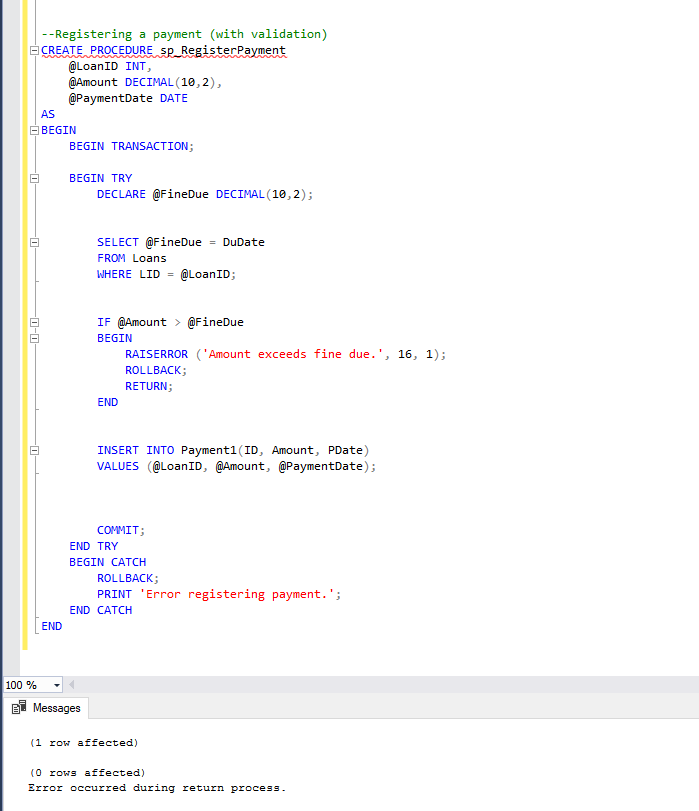 --Registering a payment (with validation)
CREATE PROCEDURE sp_RegisterPayment
@LoanID INT,
@Amount DECIMAL(10,2),
@PaymentDate DATE
AS
BEGIN
BEGIN TRANSACTION;
BEGIN TRY
DECLARE @FineDue DECIMAL(10,2);
SELECT @FineDue = DuDate
FROM Loans
WHERE LID = @LoanID;
IF @Amount > @FineDue
BEGIN
RAISERROR ('Amount exceeds fine due.', 16, 1);
ROLLBACK;
RETURN;
END
INSERT INTO Payment1(ID, Amount, PDate)
VALUES (@LoanID, @Amount, @PaymentDate);
COMMIT;
END TRY
BEGIN CATCH
ROLLBACK;
PRINT 'Error registering payment.';
END CATCH
END
100 %
Messages
(1 row affected)
(0 rows affected)
Error occurred during return process.